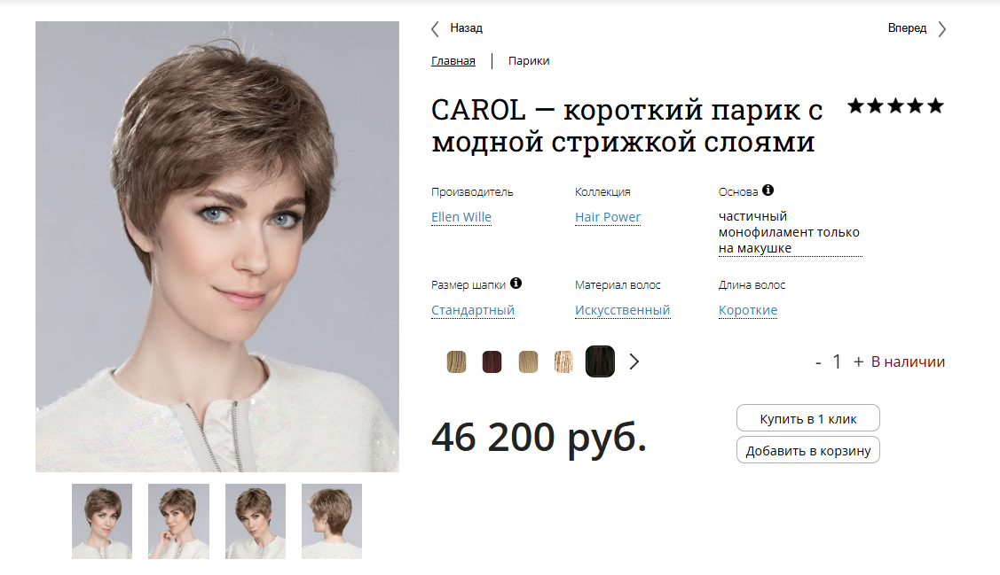 Назад
Вперед
Главная
Парики
CAROL — короткий парик с
модной стрижкой слоями
Производитель
Коллекция
Основа
Ellen Wille
Hair Power
частичный
монофиламент только
на макушке
Размер шапки
Материал волос
Длина волос
Стандартный
Искусственный
Короткие
- 1 + В наличии
46 200 руб.
Купить в 1 клик
Добавить в корзину